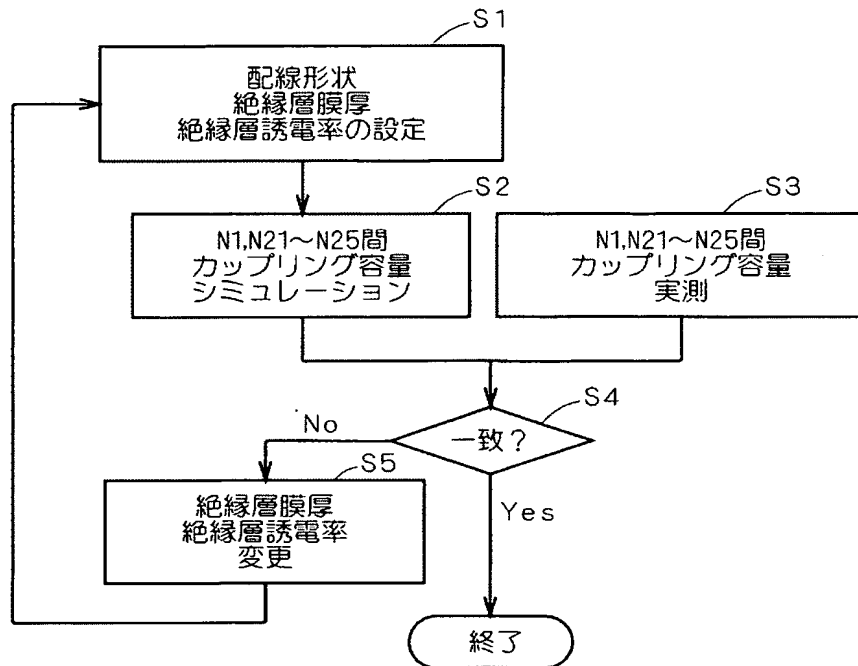 S1
配線形状
絶縁層膜厚
絶縁層誘電率の設定
S2
N1,N21～N25間
カップリング容量
シミュレーション
S3
N1,N21～N25間
カップリング容量
実測
S4
一致？
No
Yes
S5
絶縁層膜厚
絶縁層誘電率
変更
終了